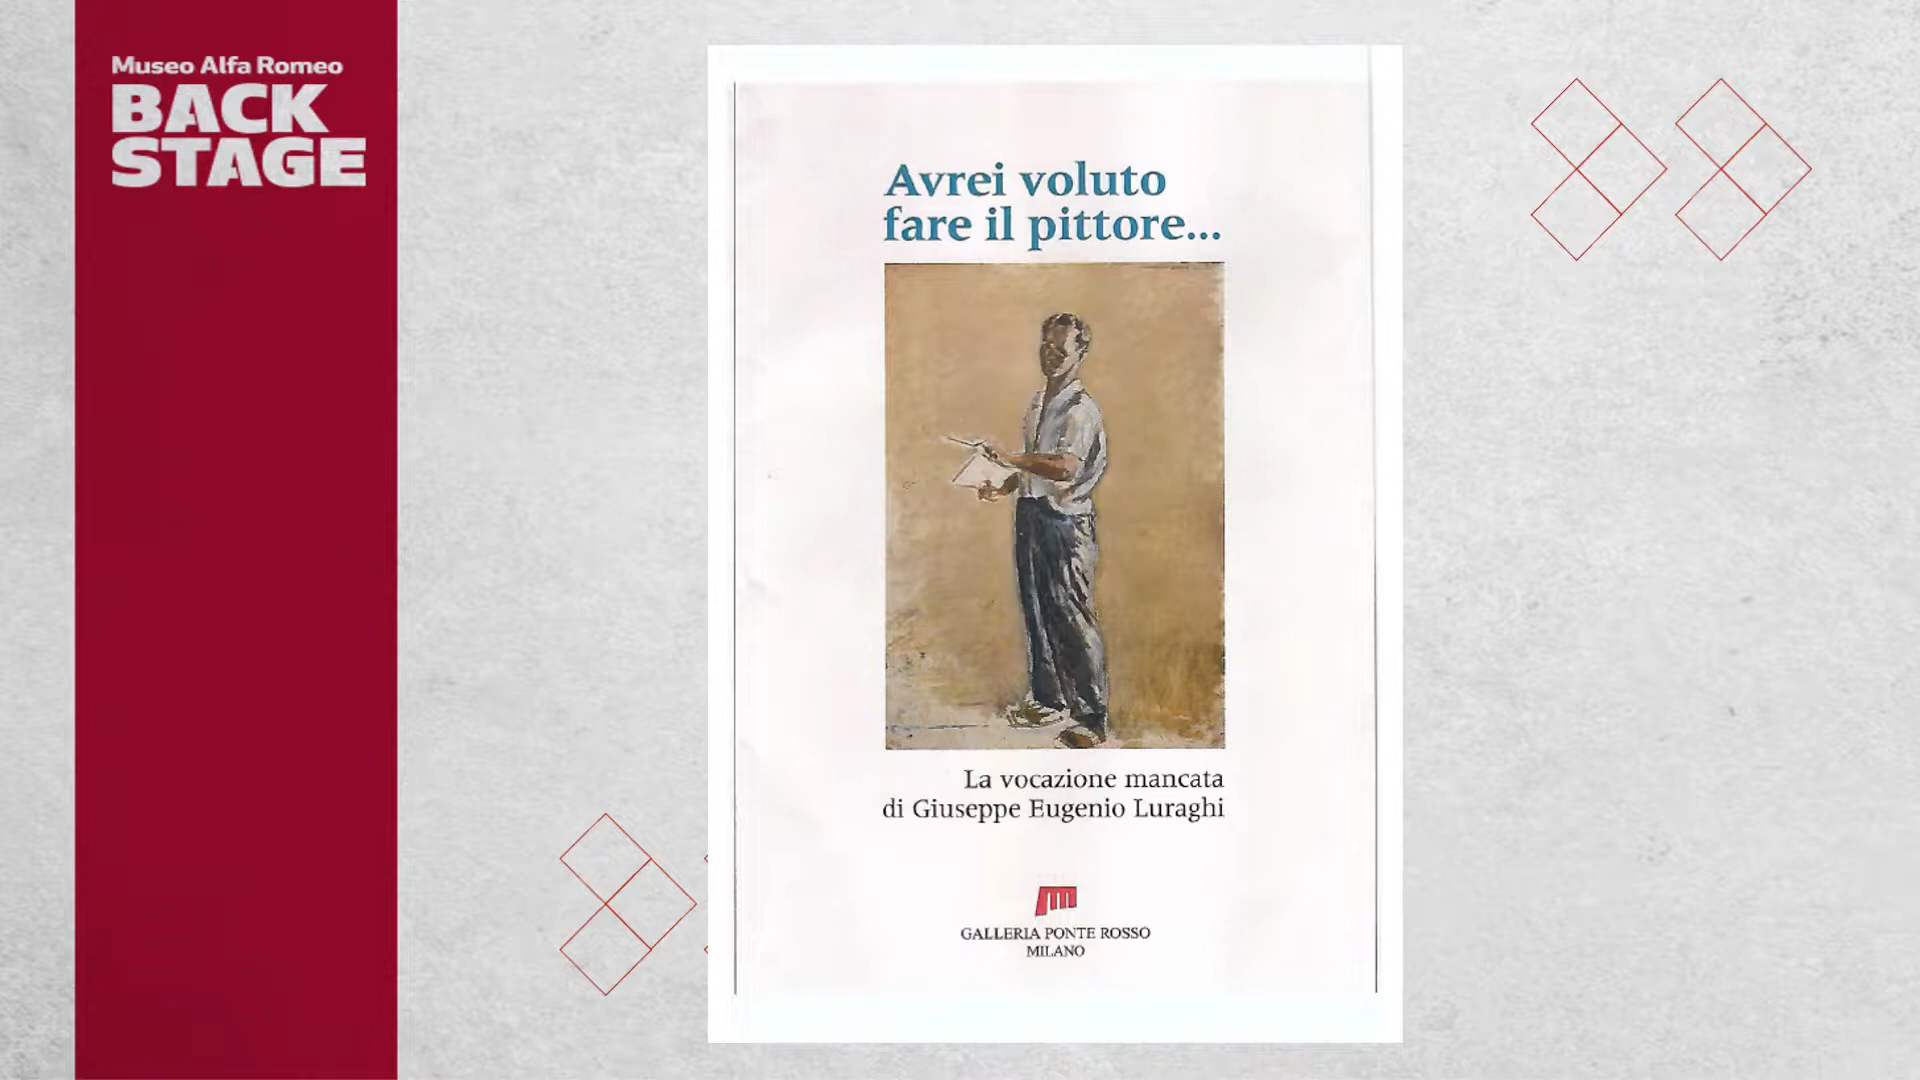 Museo Alfa Romeo
BACK
STAGE
Avrei voluto
fare il pittore...
La vocazione mancata
di Giuseppe Eugenio Luraghi
GALLERIA PONTE ROSSO
MILANO